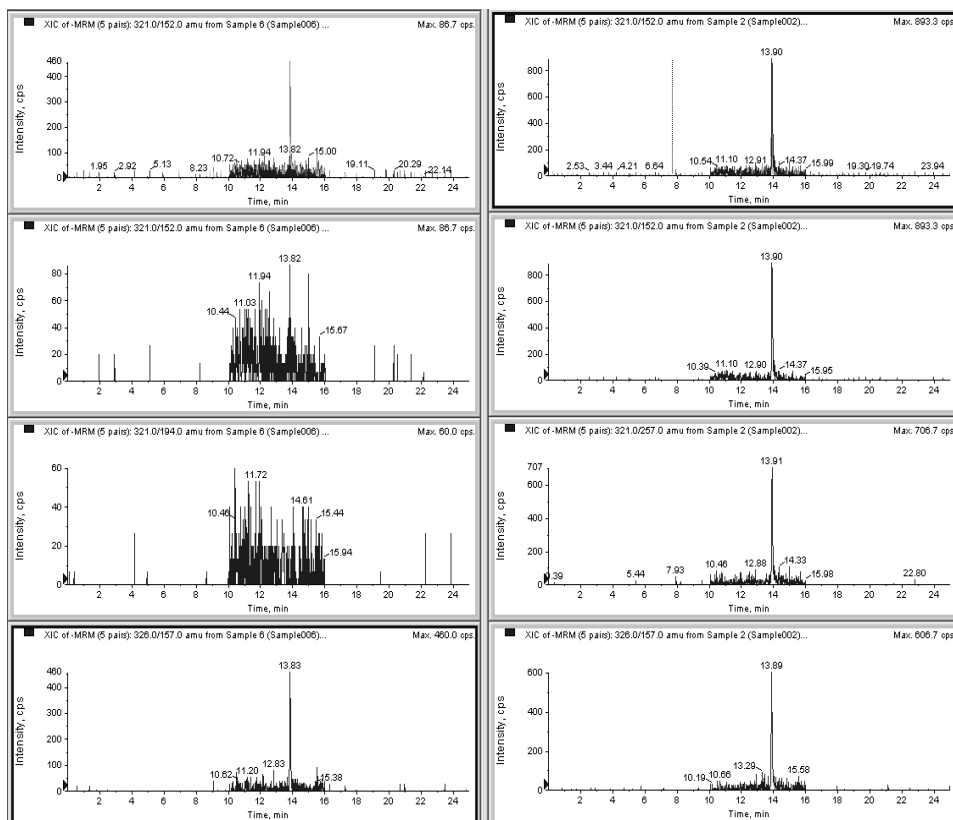 XIC of -MRM (5 pairs): 321.0/152.0 amu from Sample 6 (Sample006) ... Max. 86.7 cps.
460
400
300
200
100
0
Intensity, cps
1.95 2.92 5.13 8.23 10.72 11.94 13.82 15.00 19.11 20.29 22.14
2 4 6 8 10 12 14 16 18 20 22 24
Time, min
XIC of -MRM (5 pairs): 321.0/152.0 amu from Sample 6 (Sample006)... Max. 86.7 cps.
80
60
40
20
0
Intensity, cps
10.44 11.03 11.94 13.82 15.67
2 4 6 8 10 12 14 16 18 20 22 24
Time, min
XIC of -MRM (5 pairs): 321.0/194.0 amu from Sample 6 (Sample006)... Max. 60.0 cps.
60
40
20
0
Intensity, cps
10.46 11.72 14.61 15.44 15.94
2 4 6 8 10 12 14 16 18 20 22 24
Time, min
XIC of -MRM (5 pairs): 326.0/157.0 amu from Sample 6 (Sample006)... Max. 460.0 cps.
460
400
300
200
100
0
Intensity, cps
10.62 11.20 12.83 13.83 15.38
2 4 6 8 10 12 14 16 18 20 22 24
Time, min
XIC of -MRM (5 pairs): 321.0/152.0 amu from Sample 2 (Sample002)... Max. 893.3 cps.
800
600
400
200
0
Intensity, cps
2.53 3.44 4.21 6.64 10.54 11.10 12.91 13.90 14.37 15.99 19.30 19.74 23.94
2 4 6 8 10 12 14 16 18 20 22 24
Time, min
XIC of -MRM (5 pairs): 321.0/152.0 amu from Sample 2 (Sample002)... Max. 893.3 cps.
800
600
400
200
0
Intensity, cps
10.39 11.10 12.90 13.90 14.37 15.95
2 4 6 8 10 12 14 16 18 20 22 24
Time, min
XIC of -MRM (5 pairs): 321.0/257.0 amu from Sample 2 (Sample002)... Max. 706.7 cps.
707
600
400
200
0
Intensity, cps
.39 5.44 7.93 10.46 12.88 13.91 14.33 15.98 22.80
2 4 6 8 10 12 14 16 18 20 22 24
Time, min
XIC of -MRM (5 pairs): 326.0/157.0 amu from Sample 2 (Sample002)... Max. 606.7 cps.
600
400
200
0
Intensity, cps
10.19 10.66 13.29 13.89 15.58
2 4 6 8 10 12 14 16 18 20 22 24
Time, min